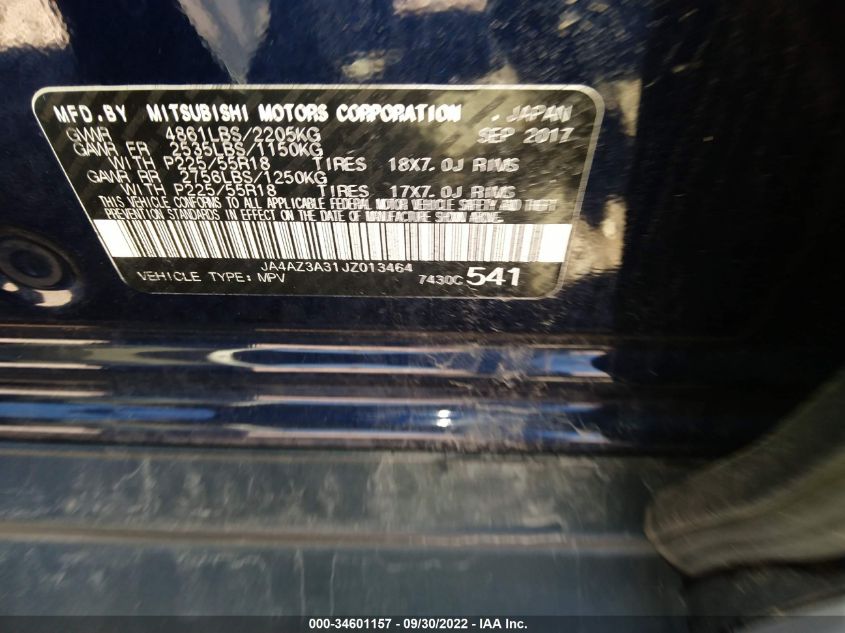 MFD.BY MITSUBISHI MOTORS CORPORATION . JAPAN
GVWR 4861LBS/2205KG SEP 2017
GAWR FR 2535LBS/1150KG
WITH P225/55R18 TIRES 18X7.0J RIMS
GAWR RR 2756LBS/1250KG
WITH P225/55R18 TIRES 17X7.0J RIMS
THIS VEHICLE CONFORMS TO ALL APPLICABLE FEDERAL MOTOR VEHICLE SAFETY AND THEFT
PREVENTION STANDARDS IN EFFECT ON THE DATE OF MANUFACTURE SHOWN ABOVE.
JA4AZ3A31JZ013464
VEHICLE TYPE: MPV 7430C 541
000-34601157 - 09/30/2022 - IAA Inc.